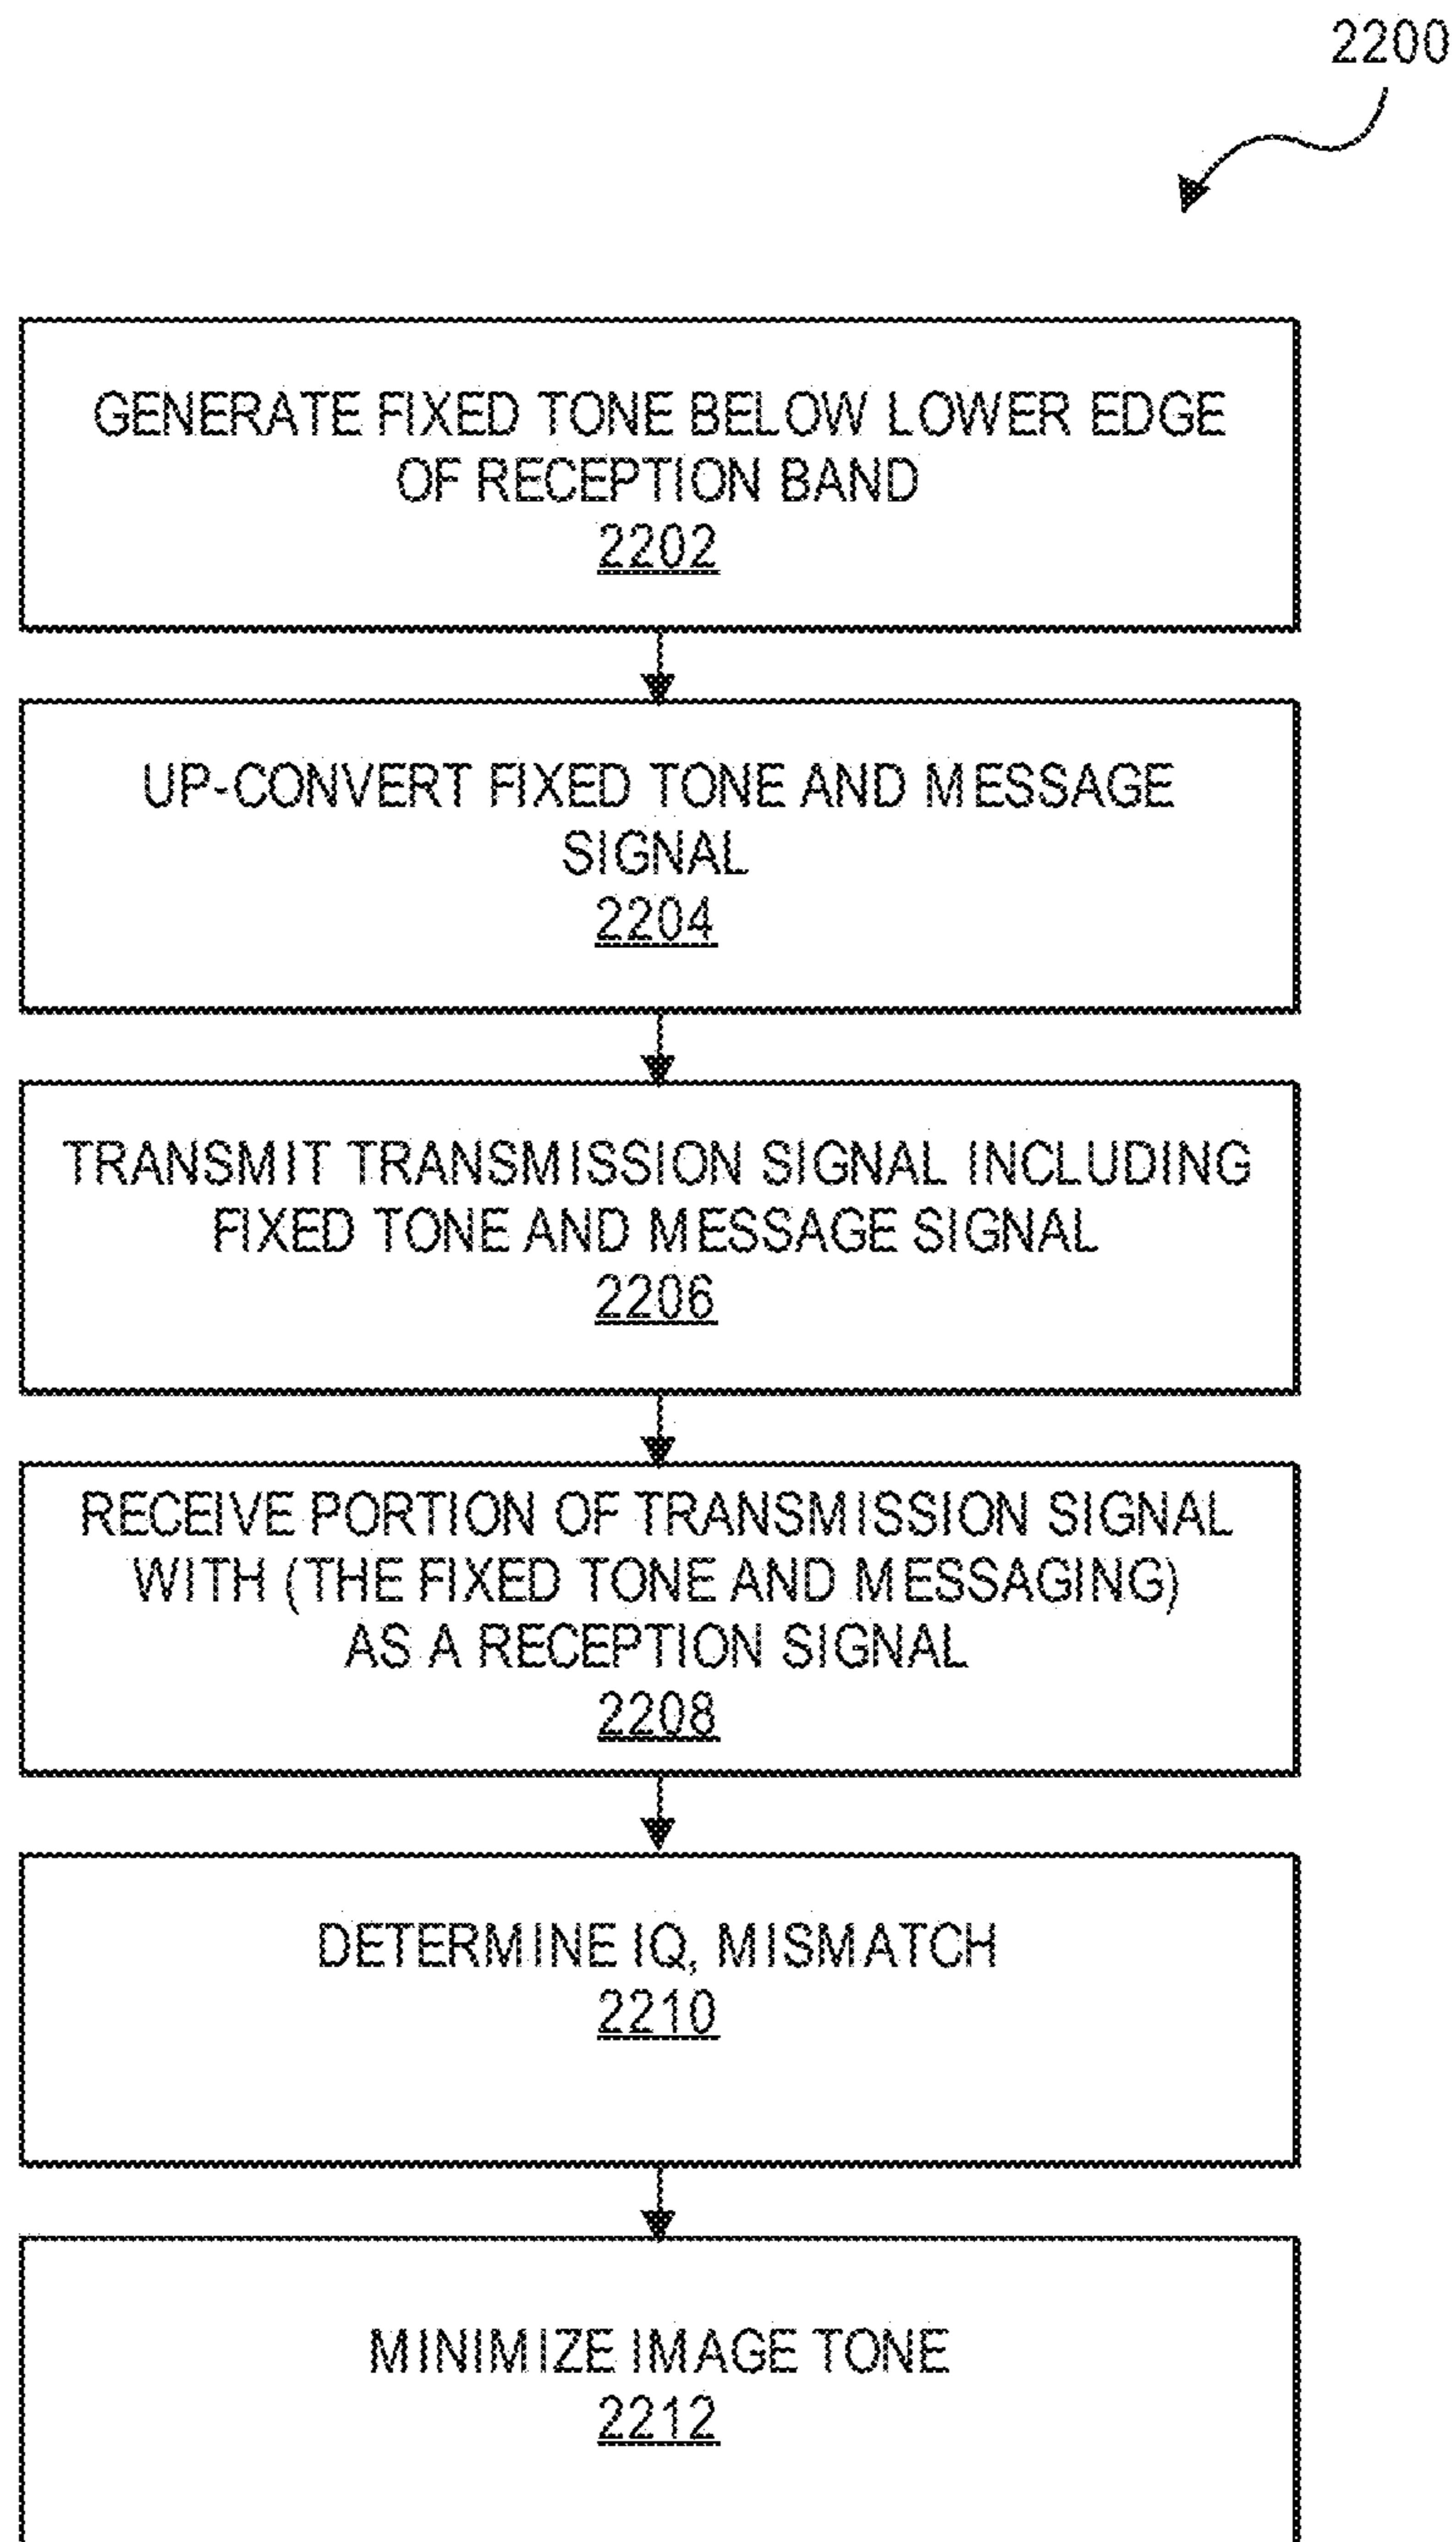 2200
GENERATE FIXED TONE BELOW LOWER EDGE
OF RECEPTION BAND
2202
UP-CONVERT FIXED TONE AND MESSAGE
SIGNAL
2204
TRANSMIT TRANSMISSION SIGNAL INCLUDING
FIXED TONE AND MESSAGE SIGNAL
2206
RECEIVE PORTION OF TRANSMISSION SIGNAL
WITH (THE FIXED TONE AND MESSAGING)
AS A RECEPTION SIGNAL
2208
DETERMINE IQ, MISMATCH
2210
MINIMIZE IMAGE TONE
2212